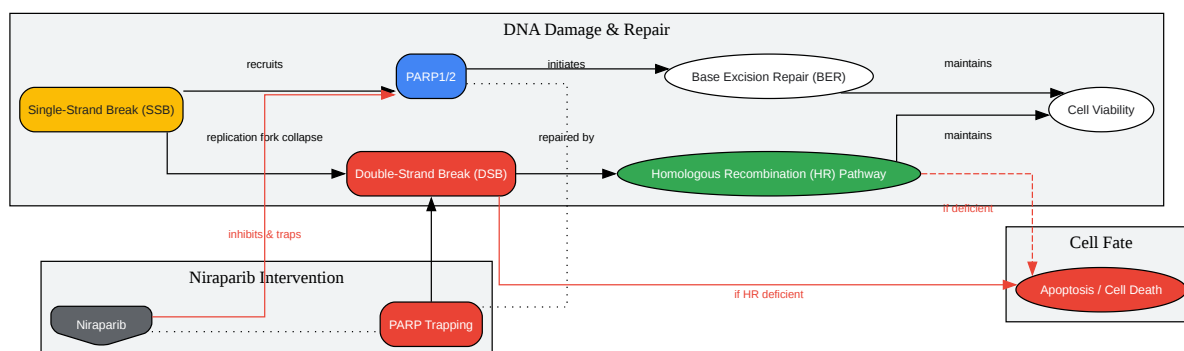 DNA Damage & Repair
recruits
PARP1/2
initiates
Base Excision Repair (BER)
maintains
Single-Strand Break (SSB)
Cell Viability
replication fork collapse
repaired by
maintains
Double-Strand Break (DSB)
Homologous Recombination (HR) Pathway
If deficient
inhibits & traps
Cell Fate
Niraparib Intervention
if HR deficient
Apoptosis / Cell Death
Niraparib
PARP Trapping